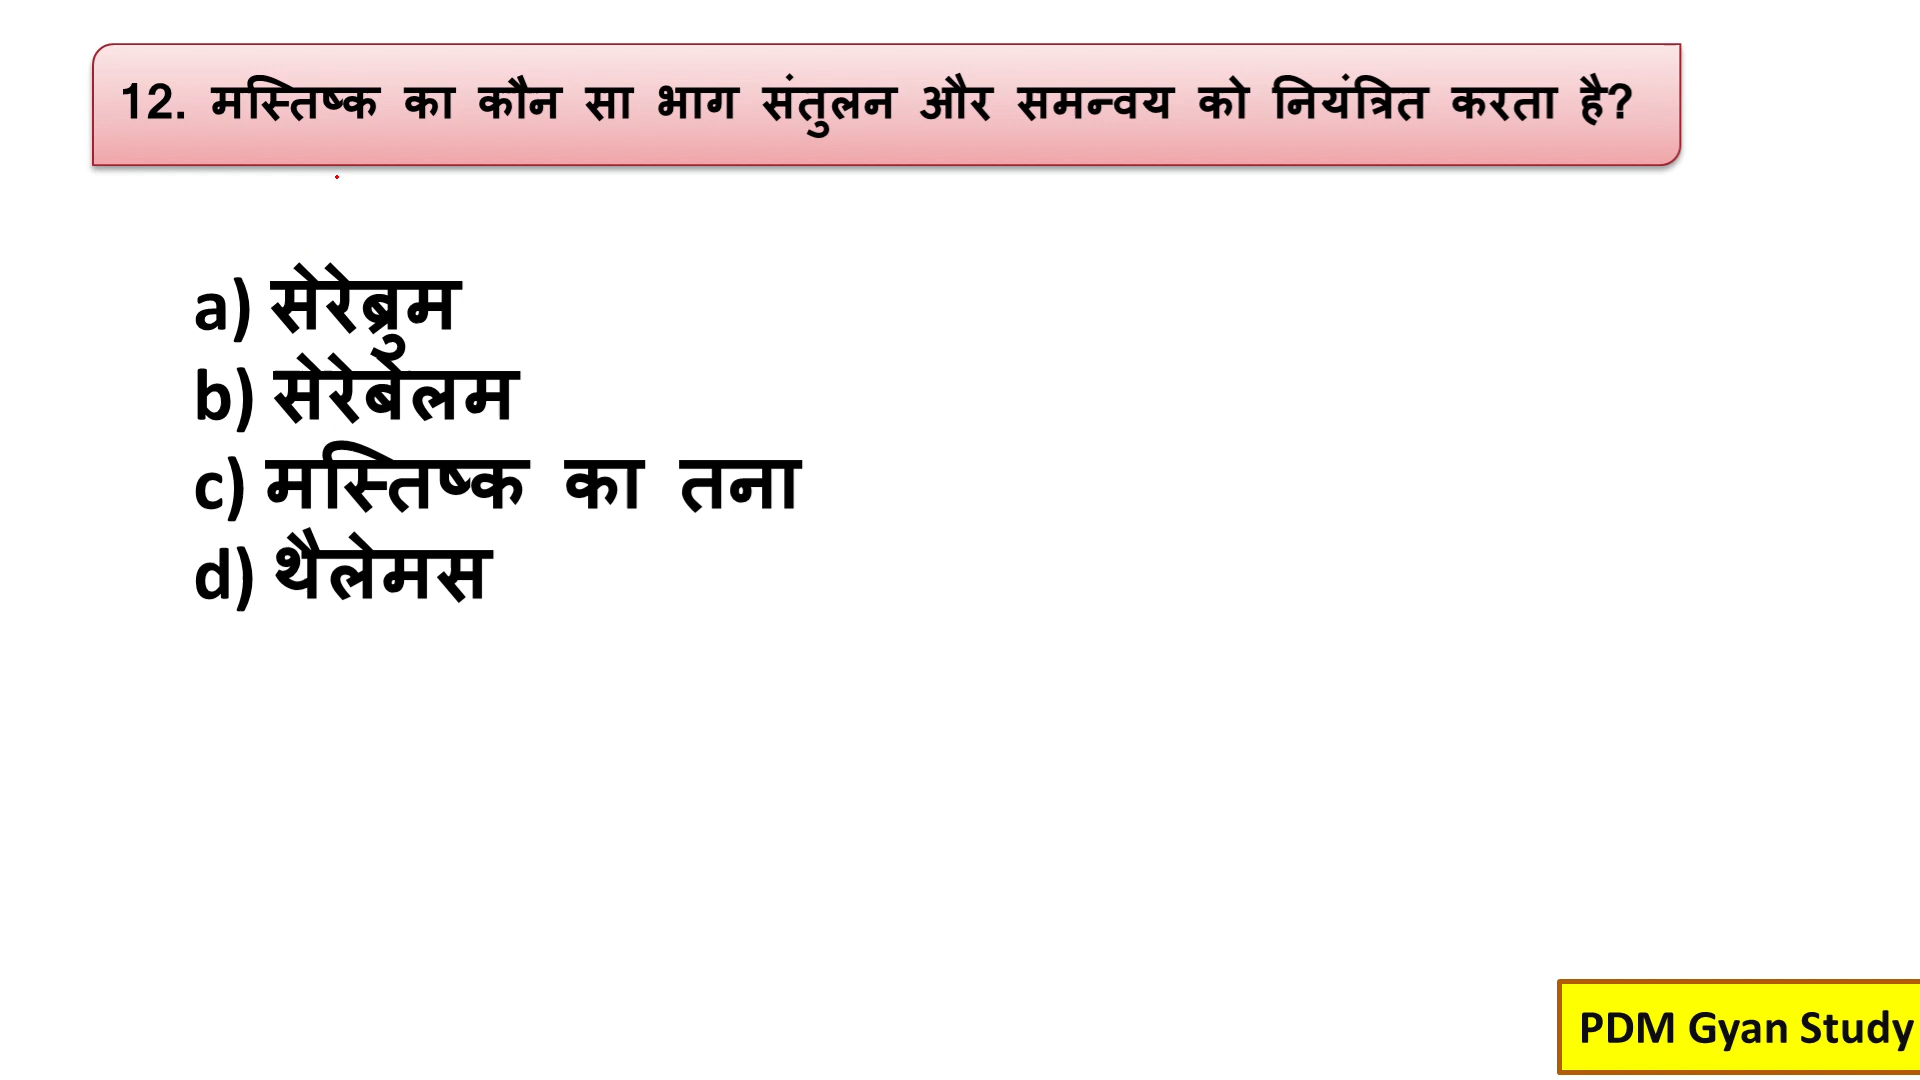 12. मस्तिष्क का कौन सा भाग संतुलन और समन्वय को नियंत्रित करता है?
a) सेरेब्रुम
b) सेरेबेलम
c) मस्तिष्क का तना
d) थैलेमस
PDM Gyan Study